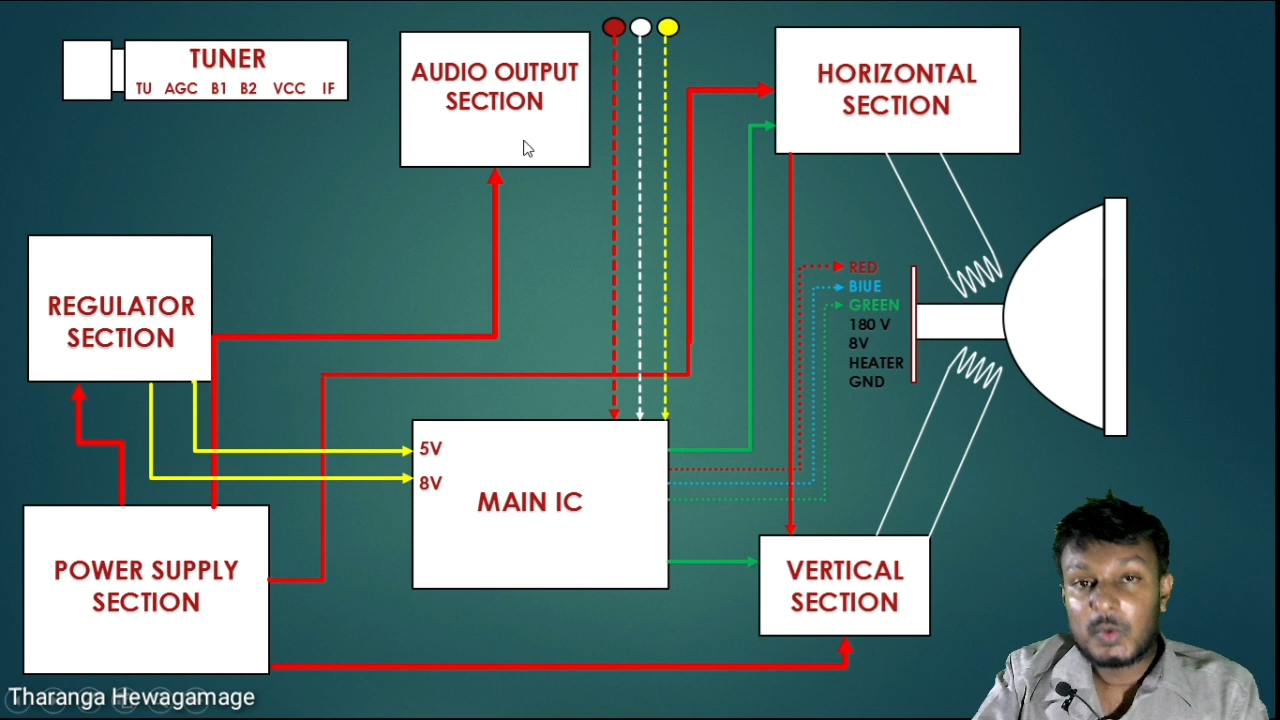 TUNER
TU AGC B1 B2 VCC IF
AUDIO OUTPUT
SECTION
HORIZONTAL
SECTION
REGULATOR
SECTION
RED
BlUE
GREEN
180 V
8V
HEATER
GND
5V
8V
MAIN IC
POWER SUPPLY
SECTION
VERTICAL
SECTION
Tharanga Hewagamage